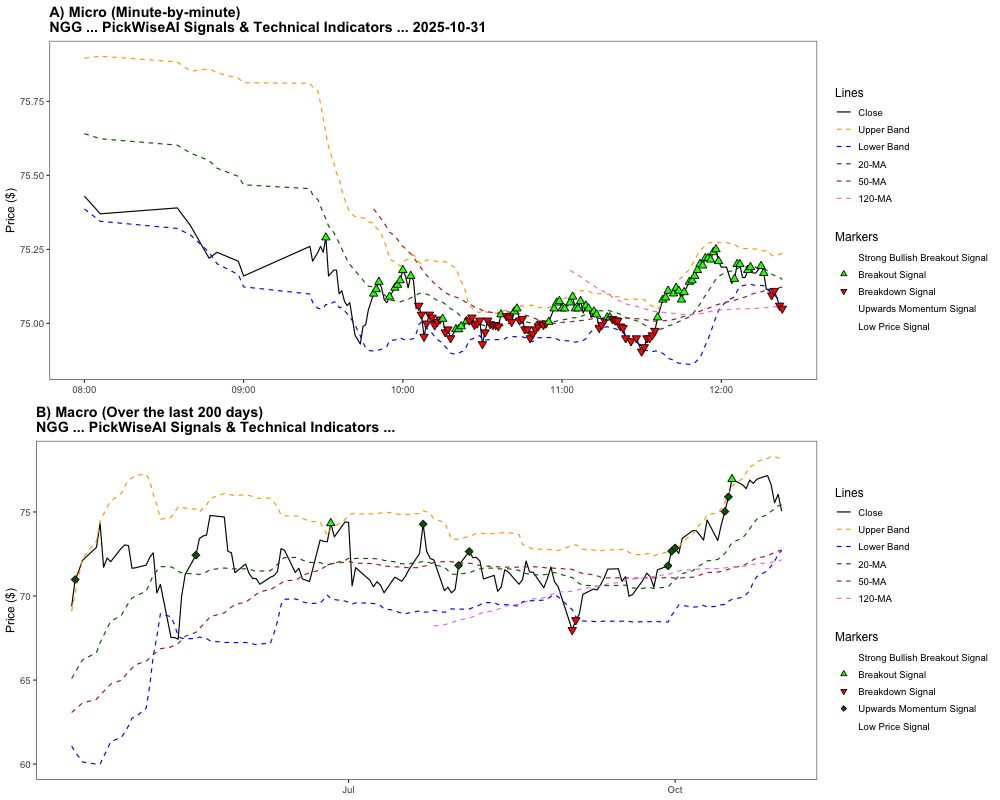 A) Micro (Minute-by-minute)
NGG ... PickWiseAI Signals & Technical Indicators ... 2025-10-31
Price ($)
75.75
75.50
75.25
75.00
08:00
09:00
10:00
11:00
12:00
Lines
Close
Upper Band
Lower Band
20-MA
50-MA
120-MA
Markers
Strong Bullish Breakout Signal
Breakout Signal
Breakdown Signal
Upwards Momentum Signal
Low Price Signal
B) Macro (Over the last 200 days)
NGG ... PickWiseAI Signals & Technical Indicators ...
Price ($)
75
70
65
60
Jul
Oct
Lines
Close
Upper Band
Lower Band
20-MA
50-MA
120-MA
Markers
Strong Bullish Breakout Signal
Breakout Signal
Breakdown Signal
Upwards Momentum Signal
Low Price Signal